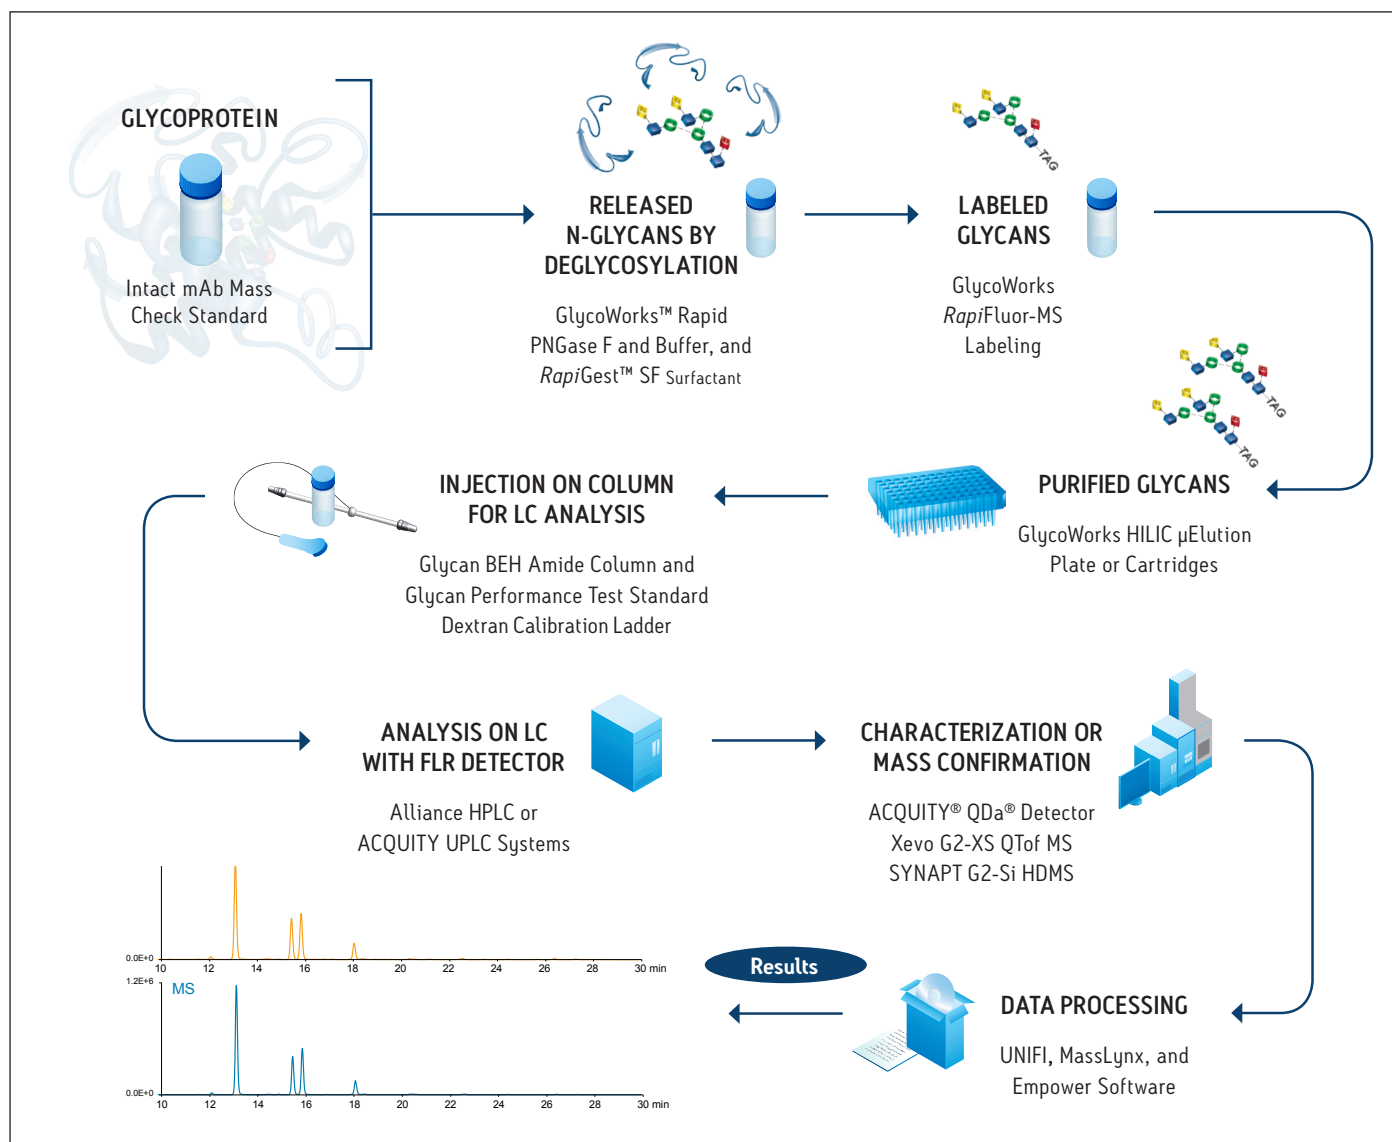 GLYCOPROTEIN
Intact mAb Mass
Check Standard
RELEASED
N-GLYCANS BY
DEGLYCOSYLATION
GlycoWorks™ Rapid
PNGase F and Buffer, and
RapiGest™ SF Surfactant
TAG
LABELED
GLYCANS
GlycoWorks
RapiFluor-MS
Labeling
TAG
TAG
PURIFIED GLYCANS
GlycoWorks HILIC µElution
Plate or Cartridges
INJECTION ON COLUMN
FOR LC ANALYSIS
Glycan BEH Amide Column and
Glycan Performance Test Standard
Dextran Calibration Ladder
ANALYSIS ON LC
WITH FLR DETECTOR
Alliance HPLC or
ACQUITY UPLC Systems
CHARACTERIZATION OR
MASS CONFIRMATION
ACQUITY® QDa® Detector
Xevo G2-XS QTof MS
SYNAPT G2-Si HDMS
DATA PROCESSING
UNIFI, MassLynx, and
Empower Software
Results
0.0E+0
10 12 14 16 18 20 22 24 26 28 30 min
1.2E+6
MS
0.0E+0
10 12 14 16 18 20 22 24 26 28 30 min